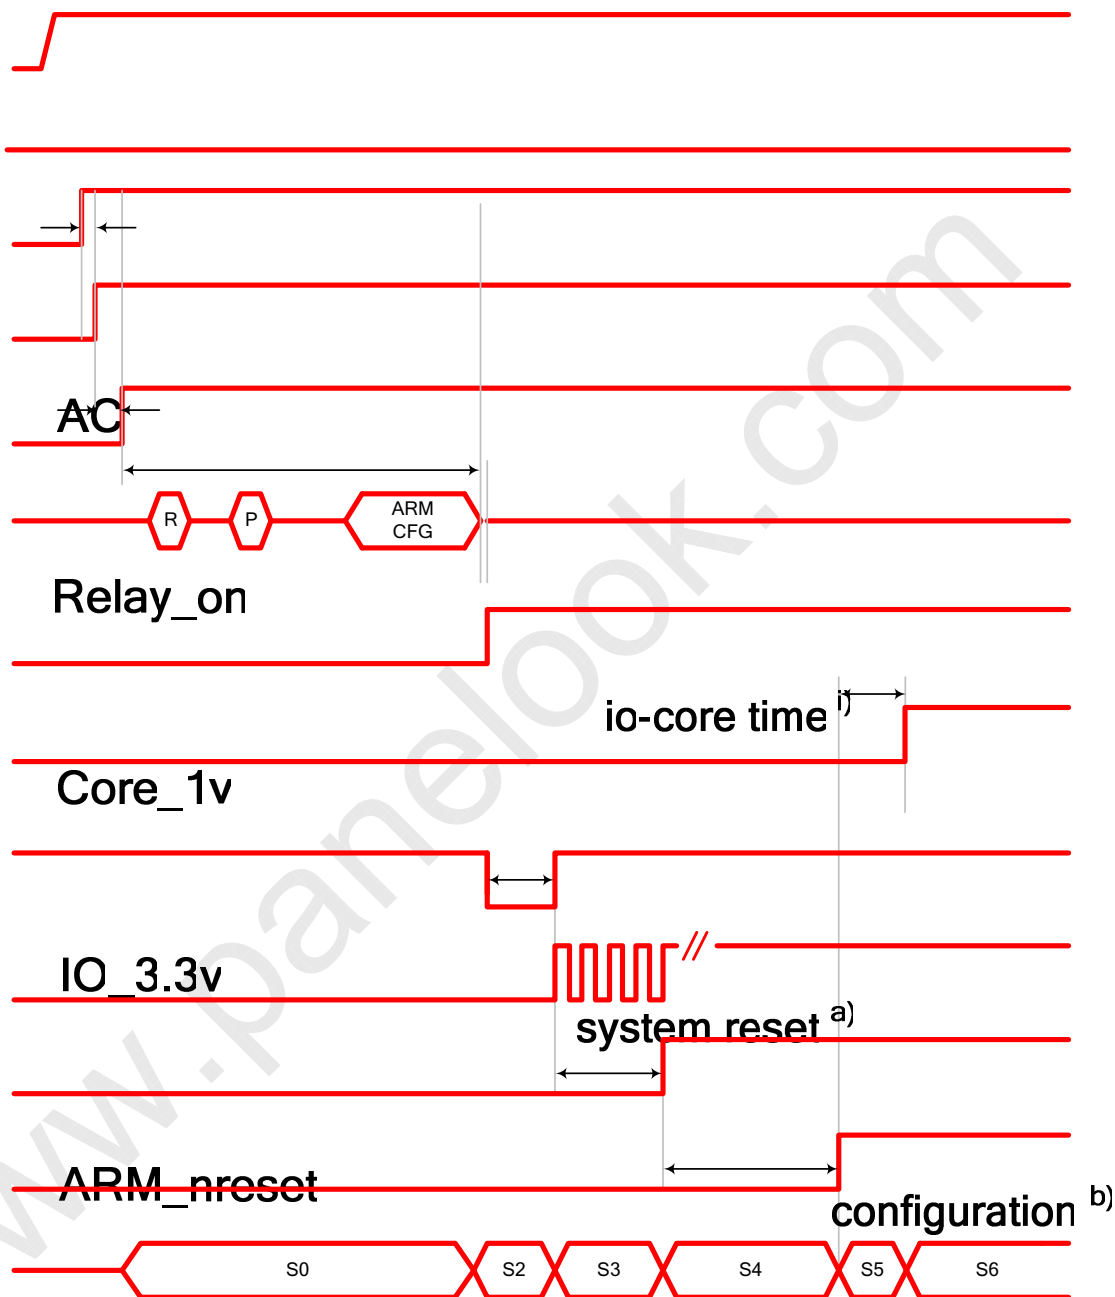 AC
R
P
ARM
CFG
Relay_on
io-core time i)
Core_1v
IO_3.3v
system reset a)
ARM_nreset
configuration b)
S0
S2
S3
S4
S5
S6
w.panelook.com